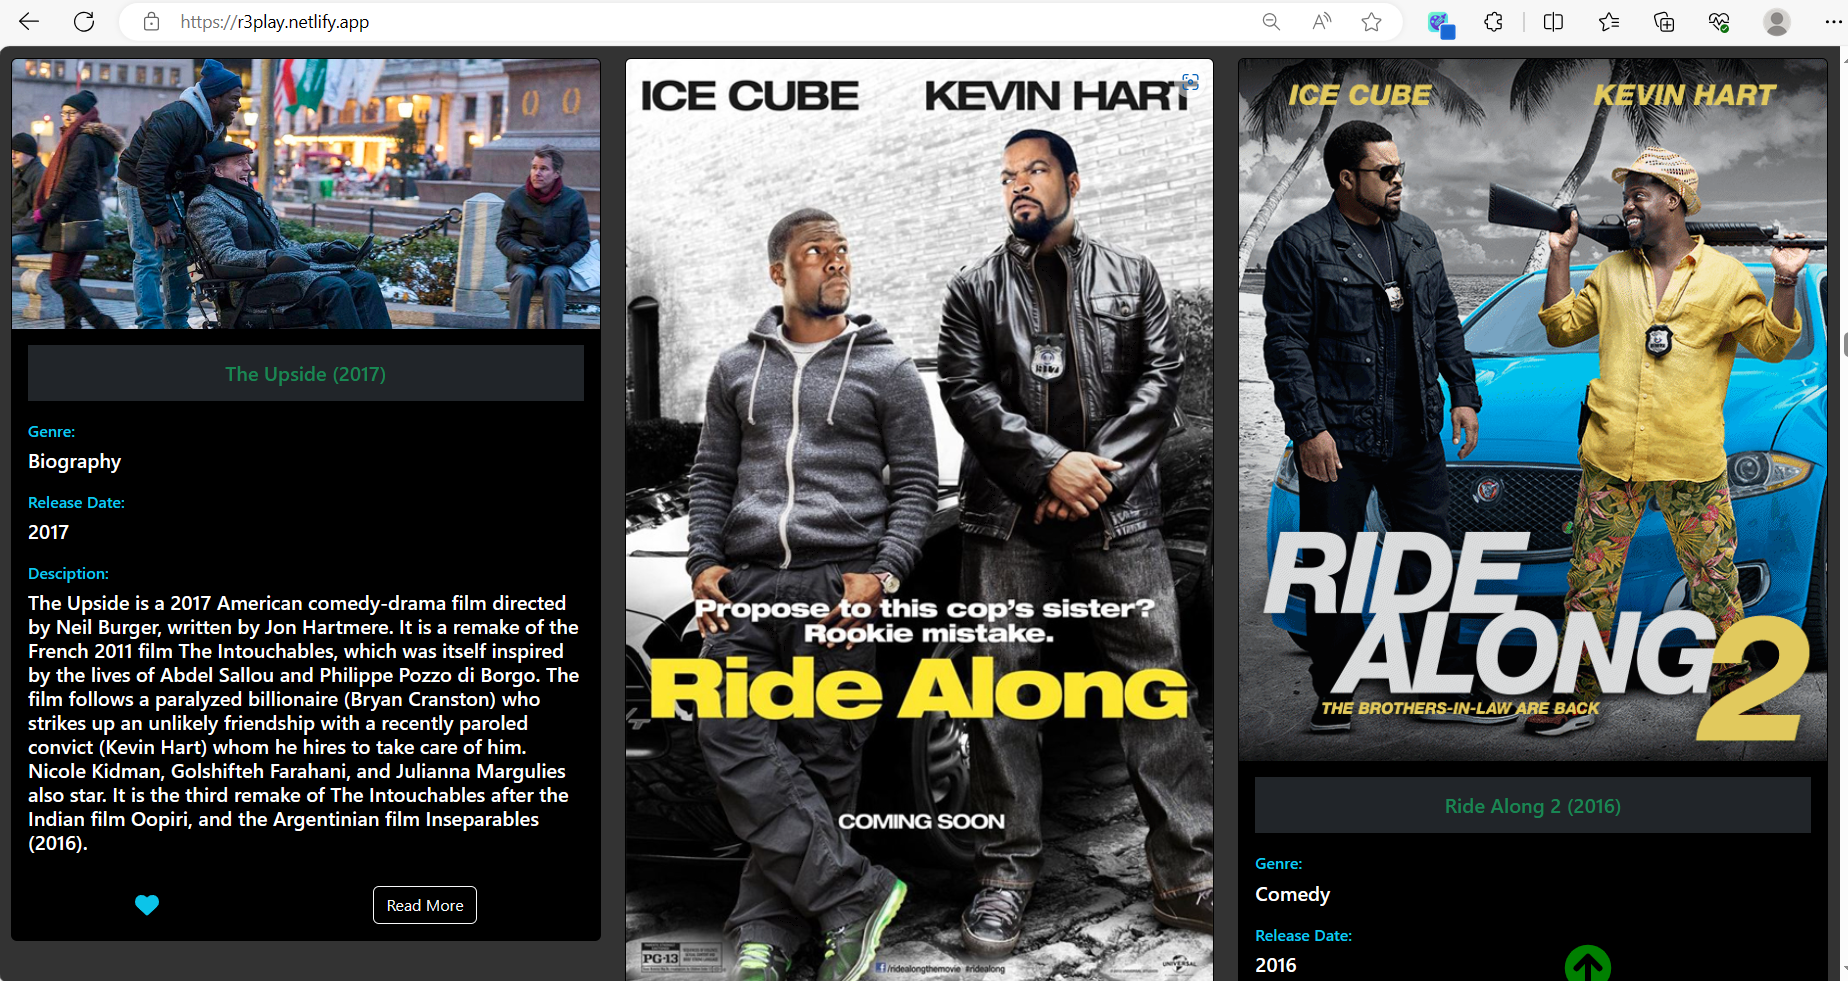 https://r3play.netlify.app
The Upside (2017)
Genre:
Biography
Release Date:
2017
Desciption:
The Upside is a 2017 American comedy-drama film directed
by Neil Burger, written by Jon Hartmere. It is a remake of the
French 2011 film The Intouchables, which was itself inspired
by the lives of Abdel Sallou and Philippe Pozzo di Borgo. The
film follows a paralyzed billionaire (Bryan Cranston) who
strikes up an unlikely friendship with a recently paroled
convict (Kevin Hart) whom he hires to take care of him.
Nicole Kidman, Golshifteh Farahani, and Julianna Margulies
also star. It is the third remake of The Intouchables after the
Indian film Oopiri, and the Argentinian film Inseparables
(2016).
Read More
ICE CUBE KEVIN HART
Propose to this cop's sister?
Rookie mistake.
Ride Along
COMING SOON
PG-13
/ridealongthemovie #ridealong
UNIVERSAL
ICE CUBE KEVIN HART
RIDE
ALONG 2
THE BROTHERS-IN-LAW ARE BACK
Ride Along 2 (2016)
Genre:
Comedy
Release Date:
2016